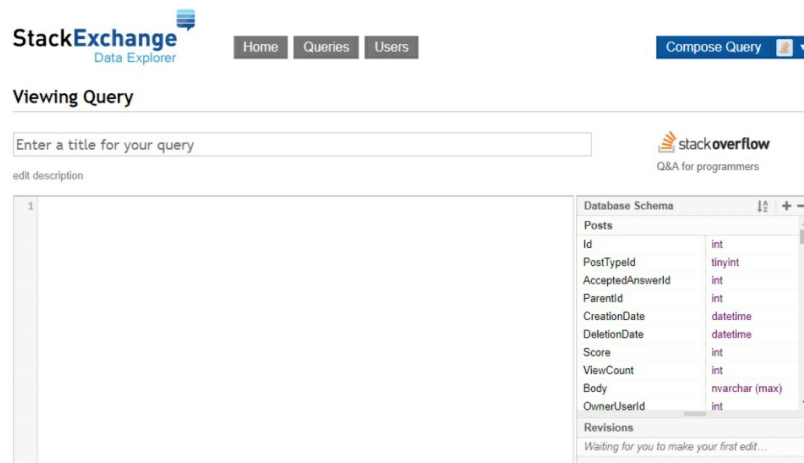 StackExchange
Data Explorer
Home Queries Users
Compose Query
Viewing Query
Enter a title for your query
stackoverflow
Q&A for programmers
edit description
1
Database Schema
Posts
Id int
PostTypeId tinyint
AcceptedAnswerId int
ParentId int
CreationDate datetime
DeletionDate datetime
Score int
ViewCount int
Body nvarchar (max)
OwnerUserId int
Revisions
Waiting for you to make your first edit…